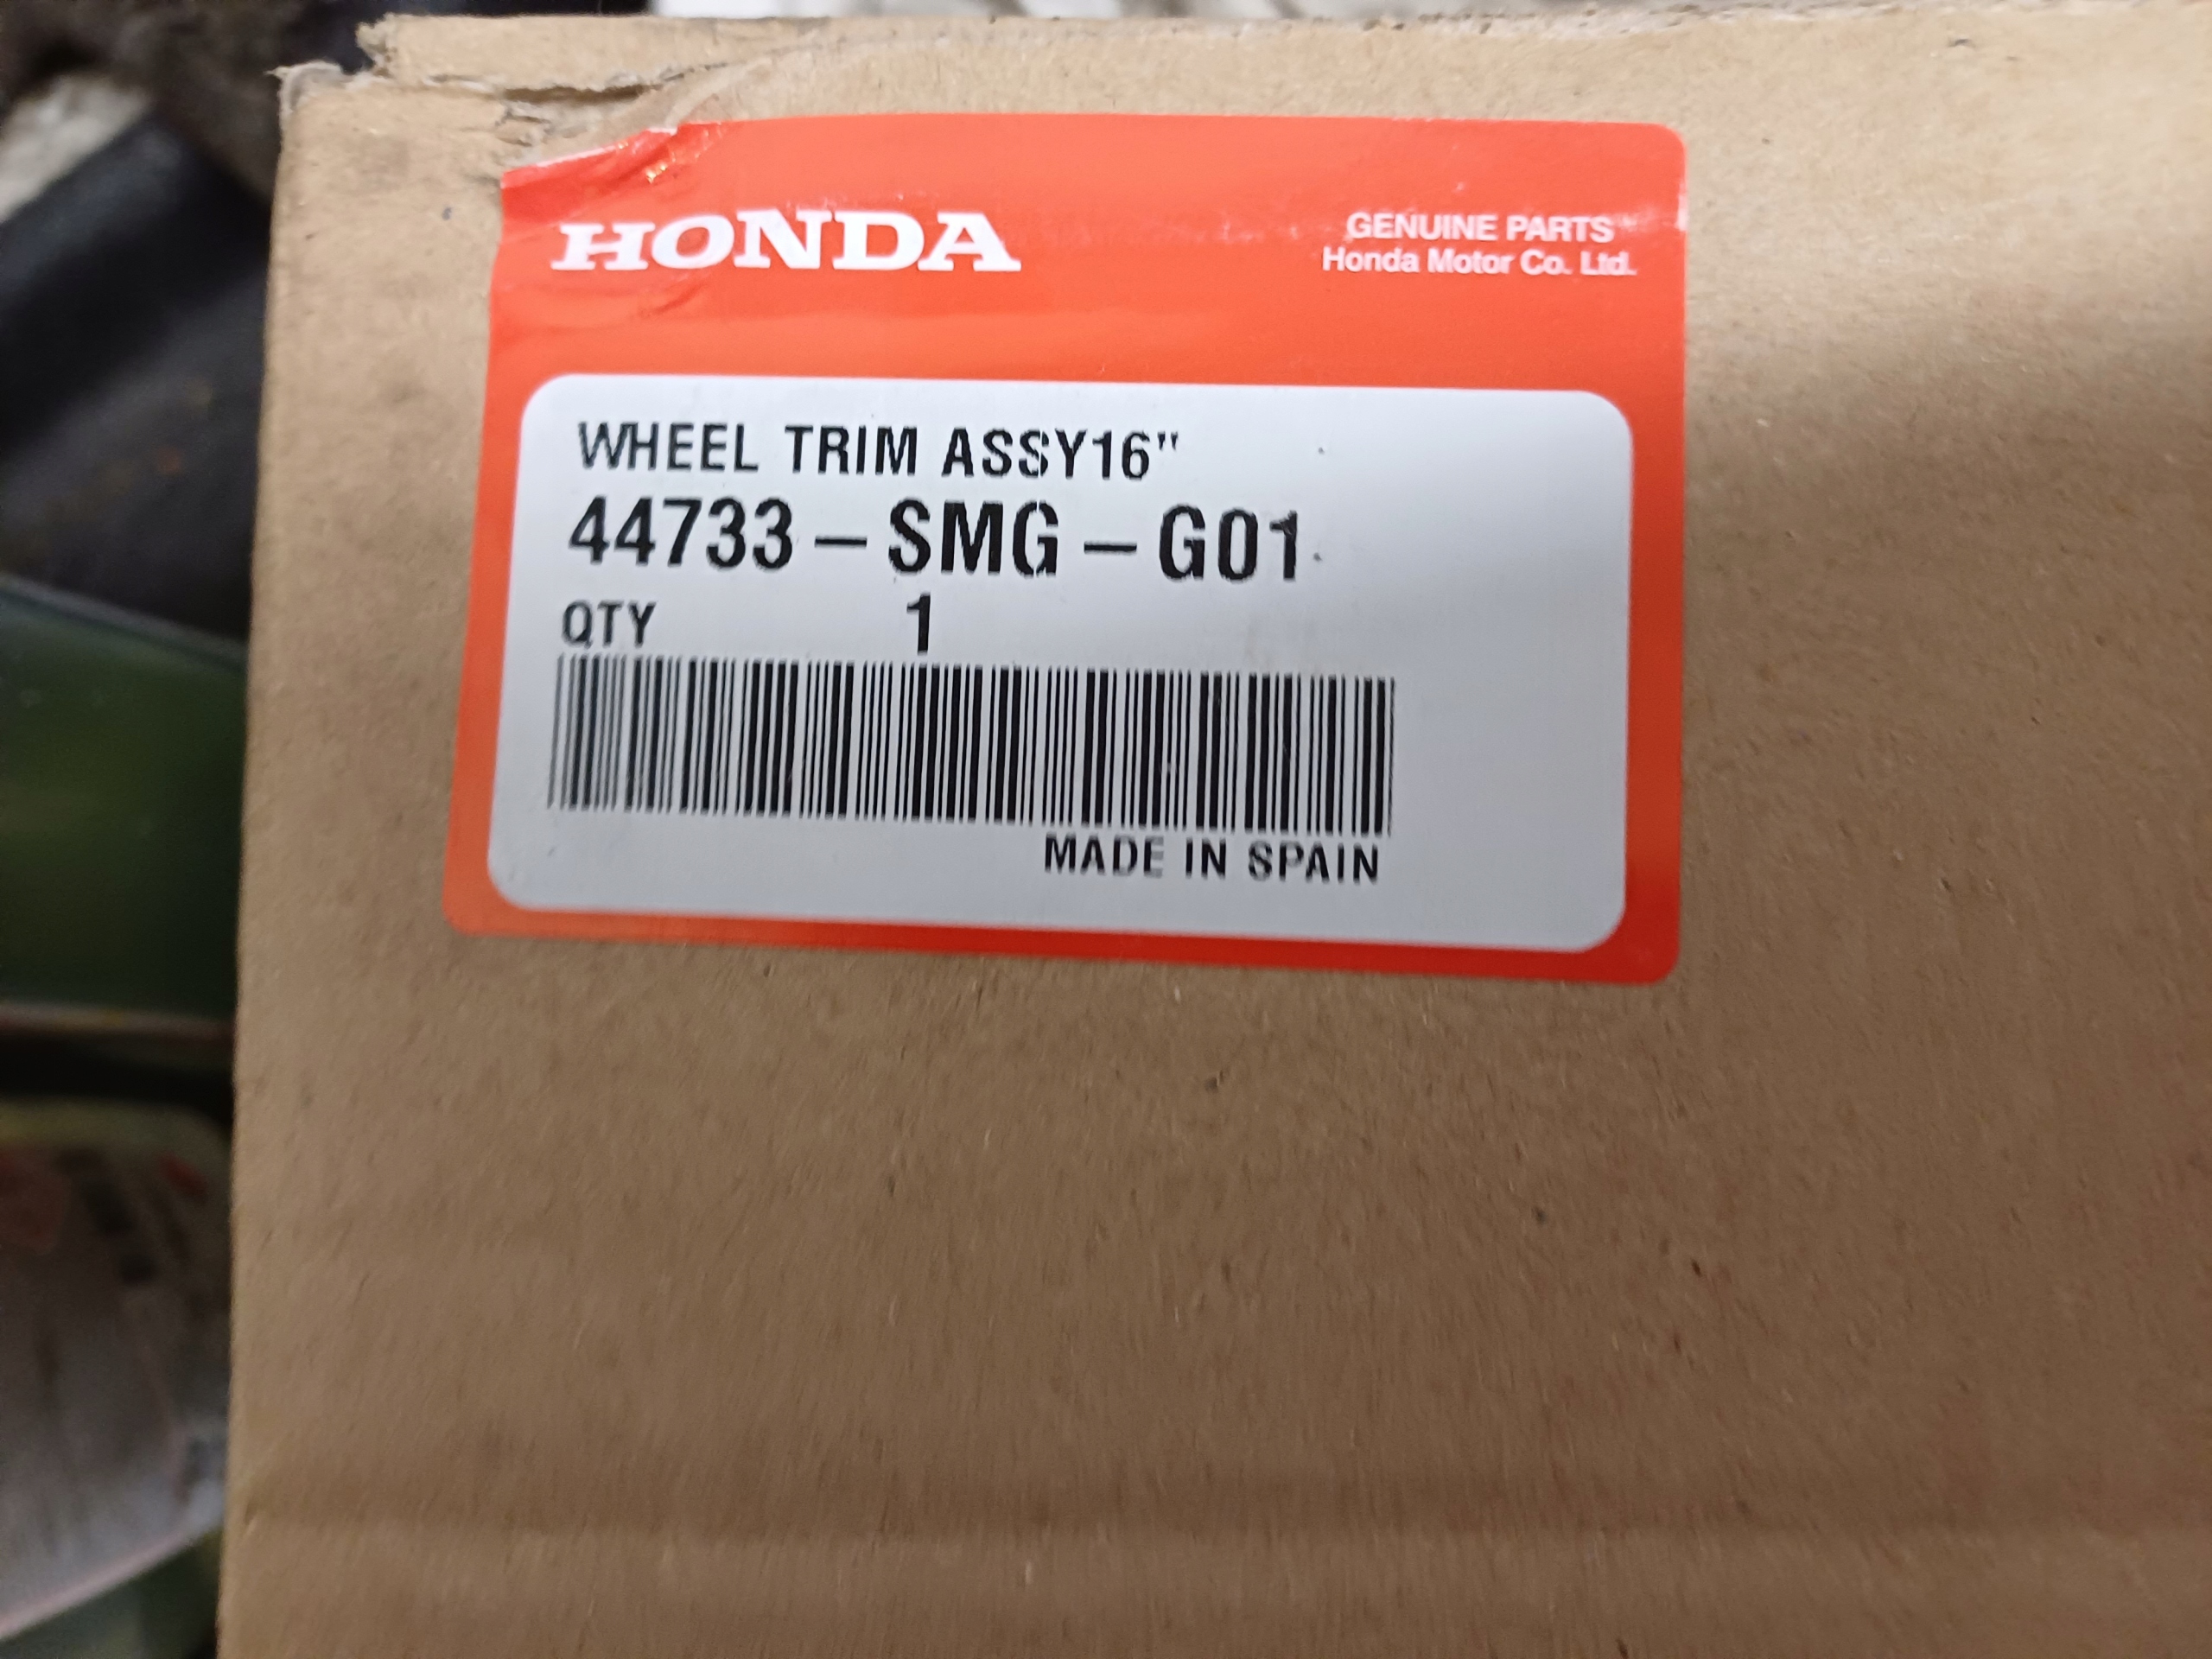 HONDA
GENUINE PARTS
Honda Motor Co. Ltd.
WHEEL TRIM ASSY16"
44733-SMG-G01
QTY 1
MADE IN SPAIN